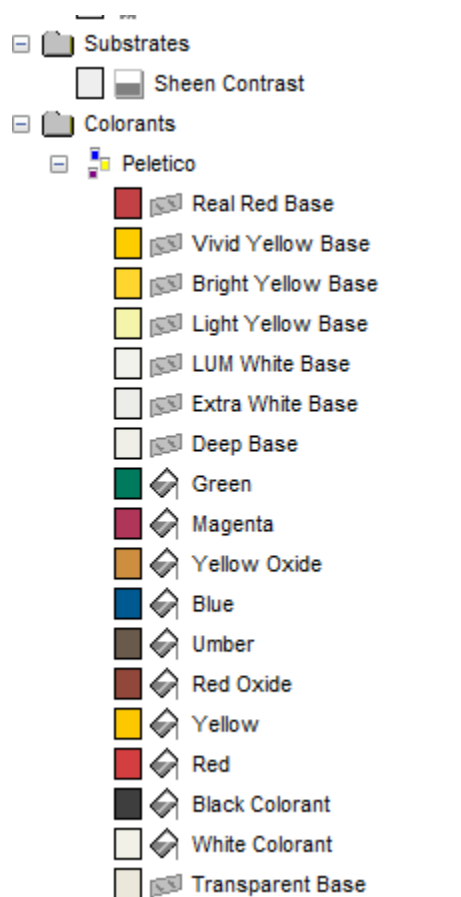 Substrates
Sheen Contrast
Colorants
Peletico
Real Red Base
Vivid Yellow Base
Bright Yellow Base
Light Yellow Base
LUM White Base
Extra White Base
Deep Base
Green
Magenta
Yellow Oxide
Blue
Umber
Red Oxide
Yellow
Red
Black Colorant
White Colorant
Transparent Base